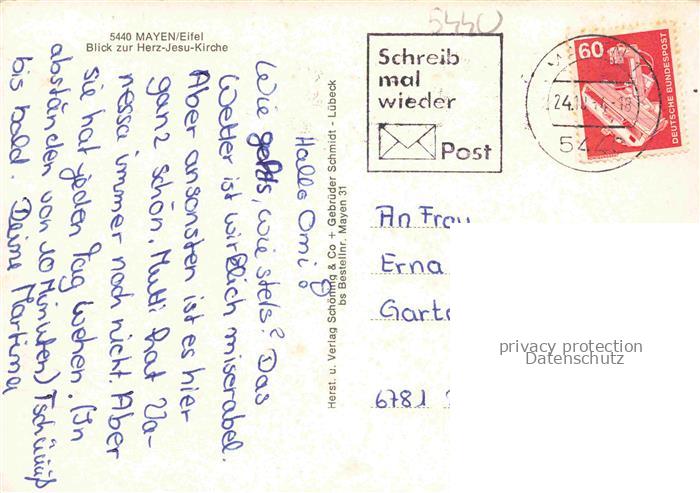 5440 MAYEN/Eifel
Blick zur Herz-Jesu-Kirche
5440
Schreib
mal
wieder
Post
60
DEUTSCHE BUNDESPOST
Hallo Omi!
Wie gehts, wie stets? Das
Wetter ist wirklich miserabel.
Aber ansonsten ist es hier
ganz schön. Mutti hat Va-
nessa immer noch nicht. Aber
sie hat jeden Tag Wehen. (In
abständen von 10 Minuten) Tschüüß
bis bald. Deine Martina
Herst. u. Verlag Schöning & Co + Gebrüder Schmidt - Lübeck
bs Bestellnr. Mayen 31
An Frau
Erna
Garte
6781
privacy protection
Datenschutz